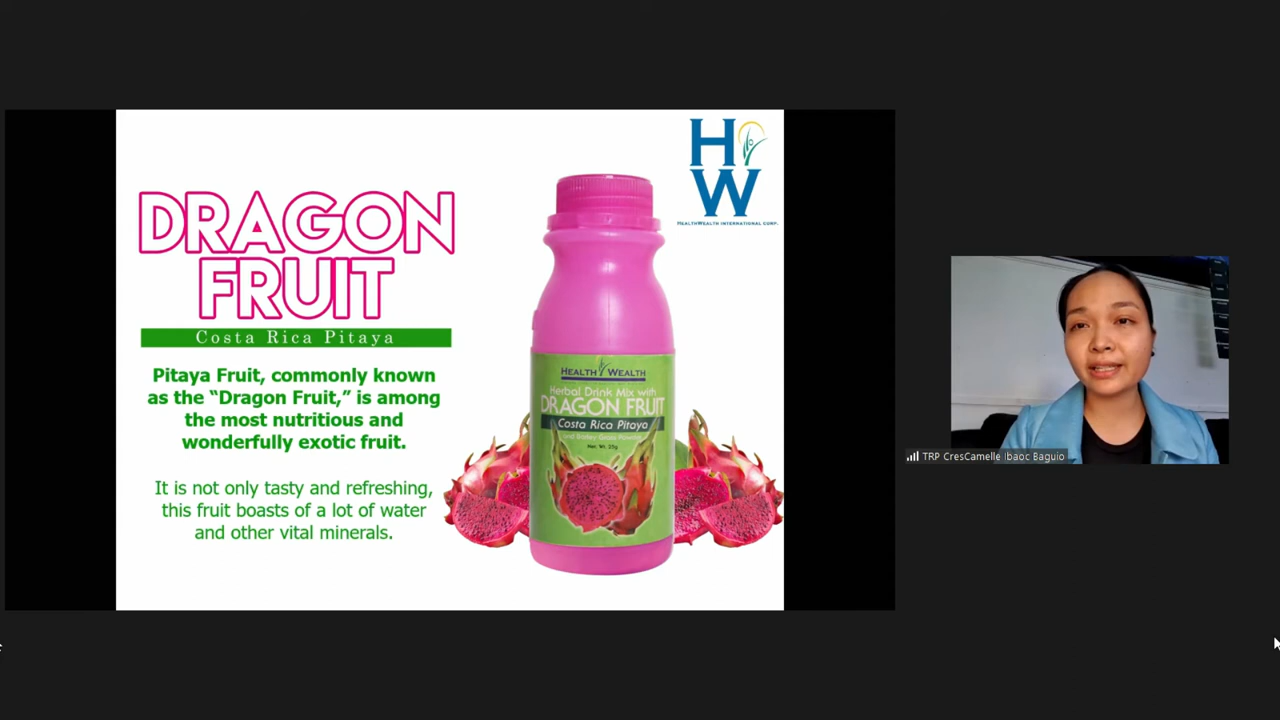 DRAGON
FRUIT
Costa Rica Pitaya
Pitaya Fruit, commonly known
as the “Dragon Fruit,” is among
the most nutritious and
wonderfully exotic fruit.
It is not only tasty and refreshing,
this fruit boasts of a lot of water
and other vital minerals.
HEALTH WEALTH
Herbal Drink Mix with
DRAGON FRUIT
Costa Rica Pitaya
and Barley Grass Powder
Net. Wt. 25g
H
W
HEALTHWEALTH INTERNATIONAL CORP.
TRP CresCamelle Ibaoc Baguio